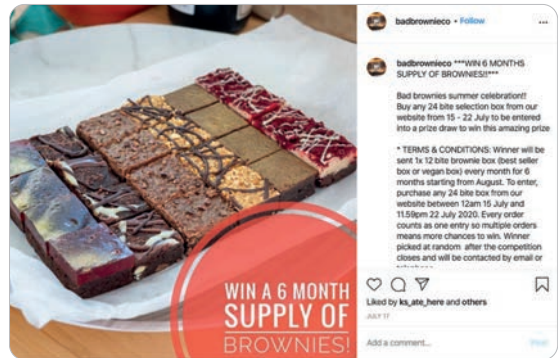 WIN A 6 MONTH
SUPPLY OF
BROWNIES!
badbrownieco • Follow
badbrownieco ***WIN 6 MONTHS
SUPPLY OF BROWNIES!!***
Bad brownies summer celebration!!
Buy any 24 bite selection box from our
website from 15 - 22 July to be entered
into a prize draw to win this amazing prize
* TERMS & CONDITIONS: Winner will be
sent 1x 12 bite brownie box (best seller
box or vegan box) every month for 6
months starting from August. To enter,
purchase any 24 bite box from our
website between 12am 15 July and
11.59pm 22 July 2020. Every order
counts as one entry so multiple orders
means more chances to win. Winner
picked at random after the competition
closes and will be contacted by email or
Liked by ks_ate_here and others
JULY 17
Add a comment...
Post